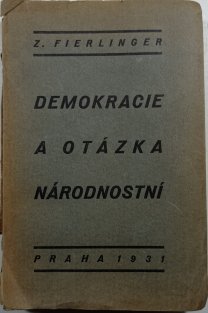 Z. FIERLINGER
DEMOKRACIE
A OTÁZKA
NÁRODNOSTNÍ
PRAHA 1931